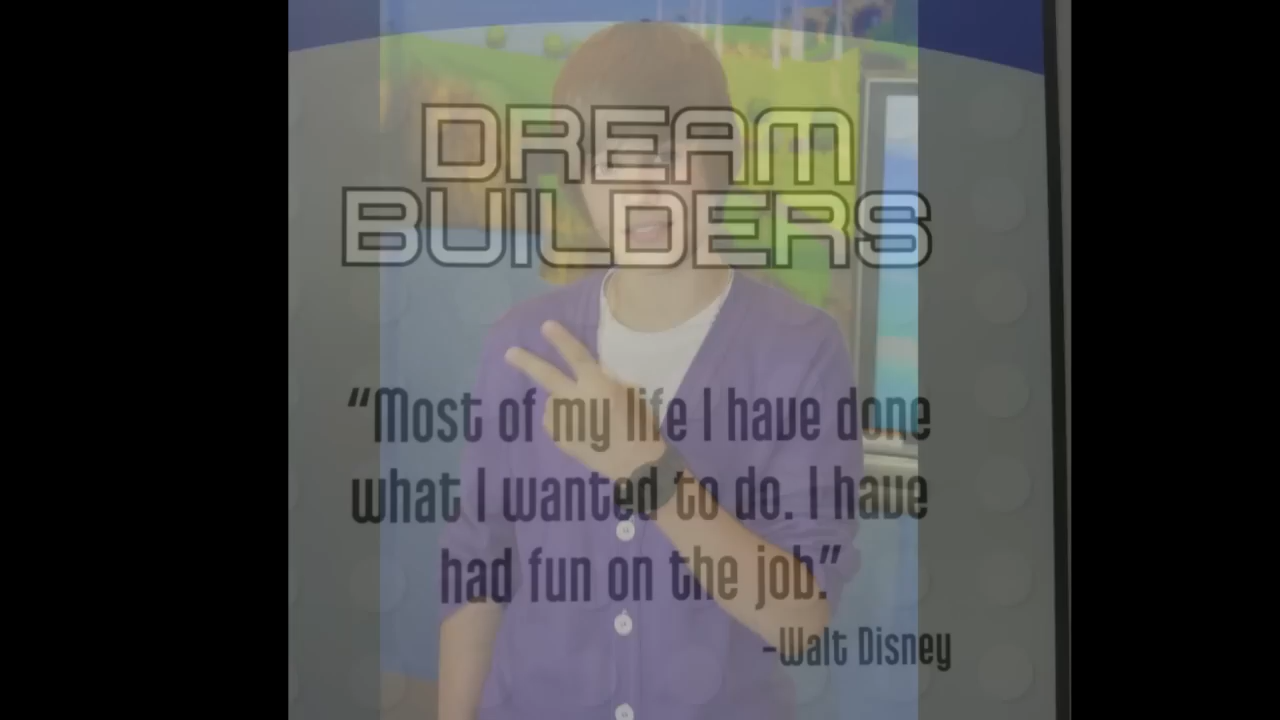 DREAM
BUILDERS
“Most of my life I have done
what I wanted to do. I have
had fun on the job.”
-Walt Disney